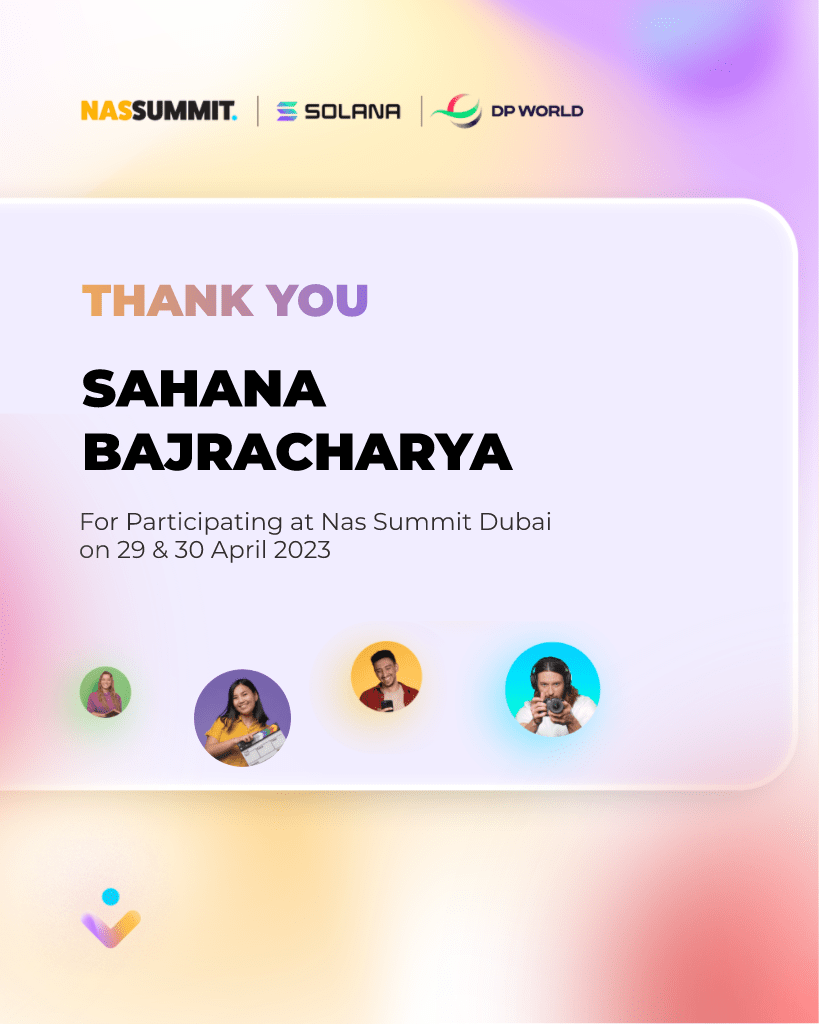 NASSUMMIT. SOLANA DP WORLD
THANK YOU
SAHANA
BAJRACHARYA
For Participating at Nas Summit Dubai
on 29 & 30 April 2023